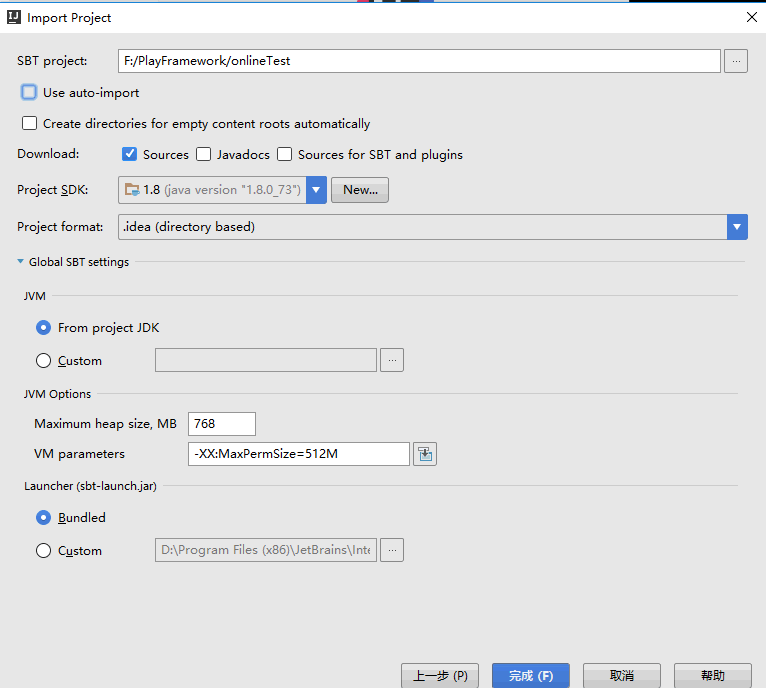 Import Project
SBT project: F:/PlayFramework/onlineTest ...
Use auto-import
Create directories for empty content roots automatically
Download: Sources Javadocs Sources for SBT and plugins
Project SDK: 1.8 (java version "1.8.0_73") New...
Project format: .idea (directory based)
Global SBT settings
JVM
From project JDK
Custom ...
JVM Options
Maximum heap size, MB 768
VM parameters -XX:MaxPermSize=512M
Launcher (sbt-launch.jar)
Bundled
Custom D:\Program Files (x86)\JetBrains\Inte ...
上一步 (P) 完成 (F) 取消 帮助